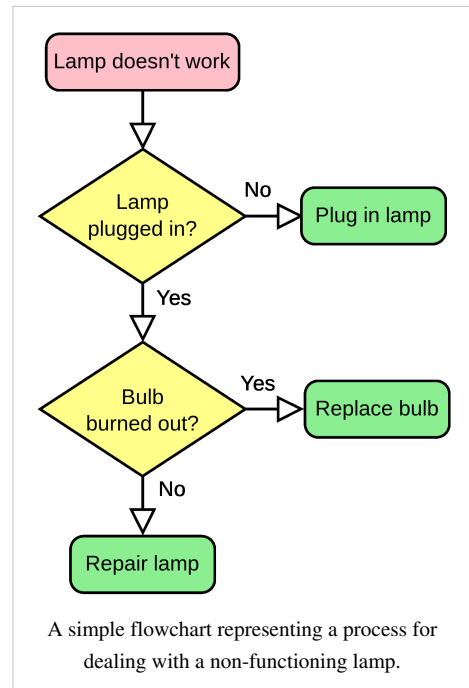 Lamp doesn't work
Lamp
plugged in?
No
Plug in lamp
Yes
Bulb
burned out?
Yes
Replace bulb
No
Repair lamp
A simple flowchart representing a process for
dealing with a non-functioning lamp.